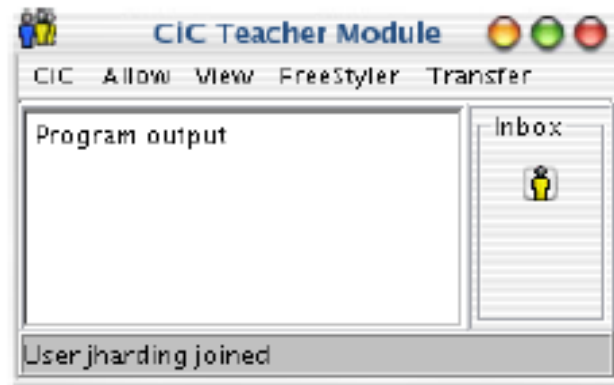 CiC Teacher Module
CiC Allow View FreeStyler Transfer
Program output
Inbox
User jharding joined